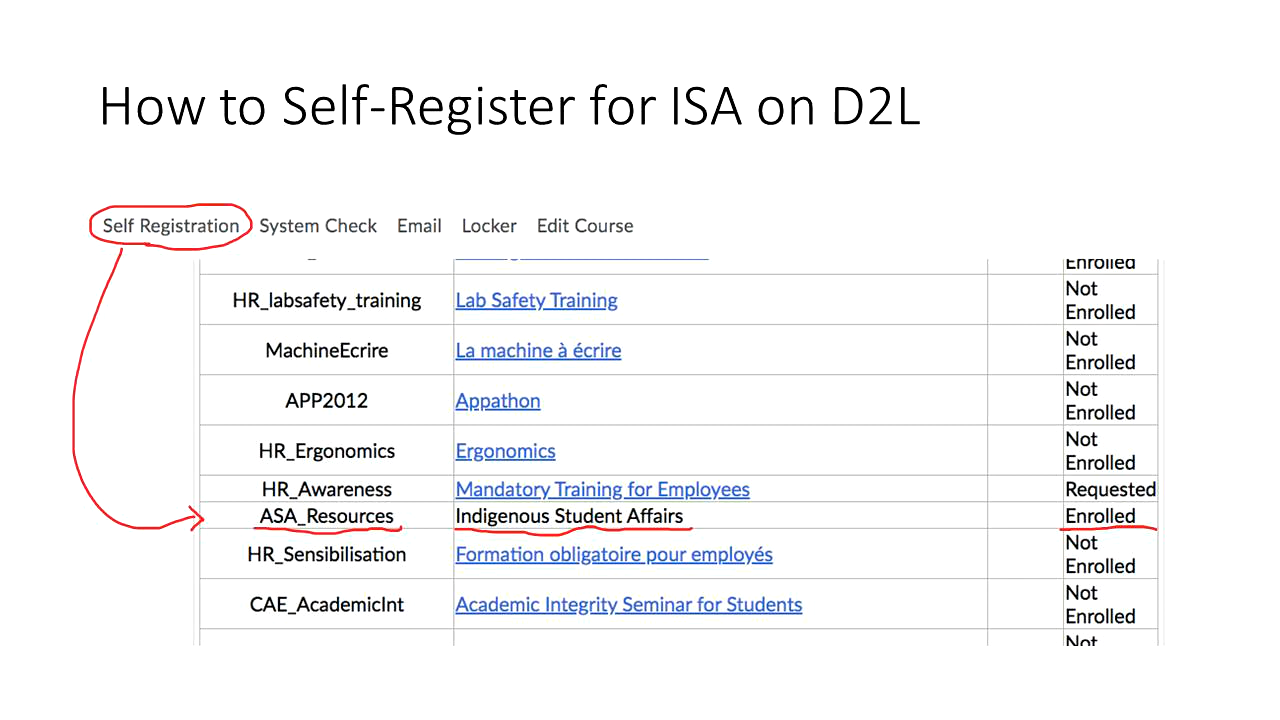 How to Self-Register for ISA on D2L
Self Registration System Check Email Locker Edit Course
Enrolled
HR_labsafety_training Lab Safety Training Not Enrolled
MachineEcrire La machine à écrire Not Enrolled
APP2012 Appathon Not Enrolled
HR_Ergonomics Ergonomics Not Enrolled
HR_Awareness Mandatory Training for Employees Requested
ASA_Resources Indigenous Student Affairs Enrolled
HR_Sensibilisation Formation obligatoire pour employés Not Enrolled
CAE_AcademicInt Academic Integrity Seminar for Students Not Enrolled
Not